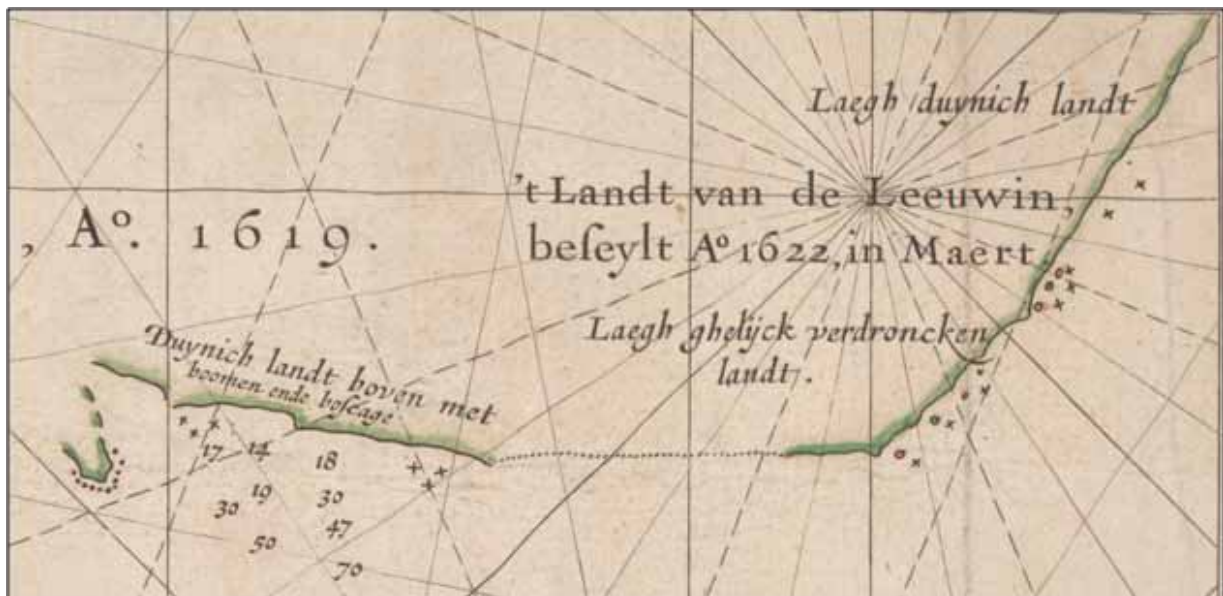 Laegh duynich landt
't Landt van de Leeuwin,
beseylt Aº 1622, in Maert
, Aº. 1619.
Laegh ghelijck verdroncken
landt.
Duynich landt boven met
boomen ende boscage
17 14 18
19 30
30 47
50 70